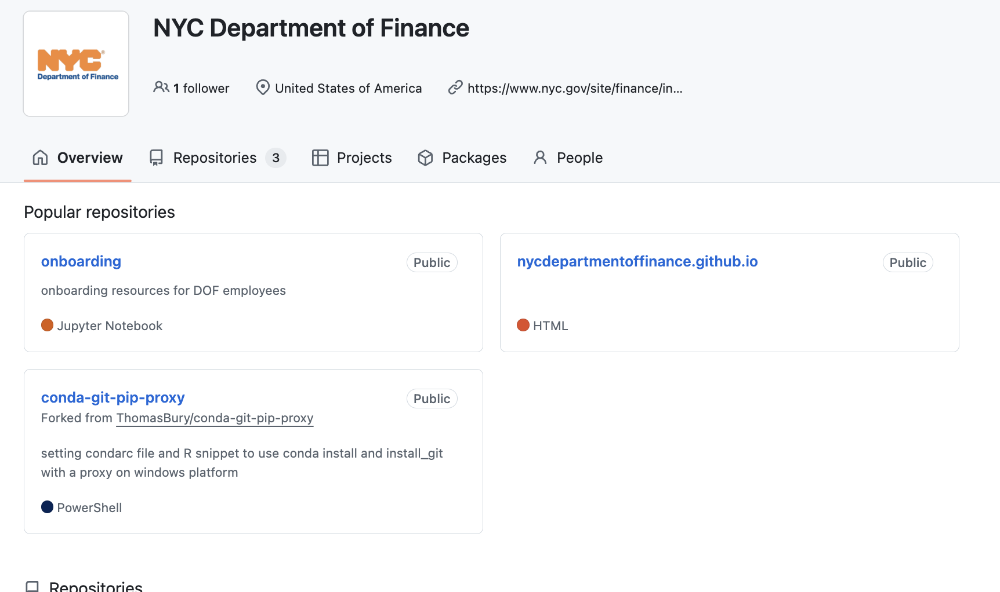 NYC Department of Finance
NYC®
Department of Finance
1 follower
United States of America
https://www.nyc.gov/site/finance/in...
Overview
Repositories 3
Projects
Packages
People
Popular repositories
onboarding
Public
onboarding resources for DOF employees
Jupyter Notebook
nycdepartmentoffinance.github.io
Public
HTML
conda-git-pip-proxy
Public
Forked from ThomasBury/conda-git-pip-proxy
setting condarc file and R snippet to use conda install and install_git
with a proxy on windows platform
PowerShell
Repositories